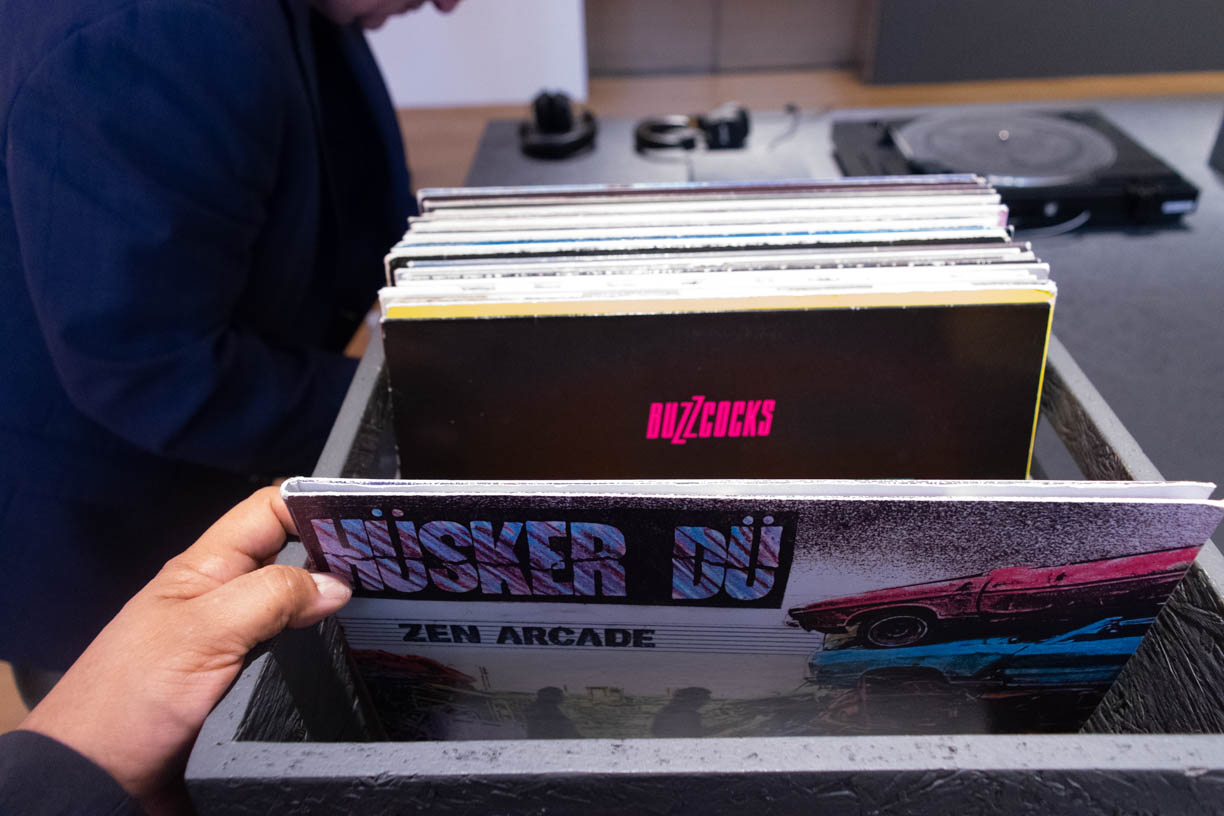 BUZZCOCKS
HÜSKER DÜ
ZEN ARCADE